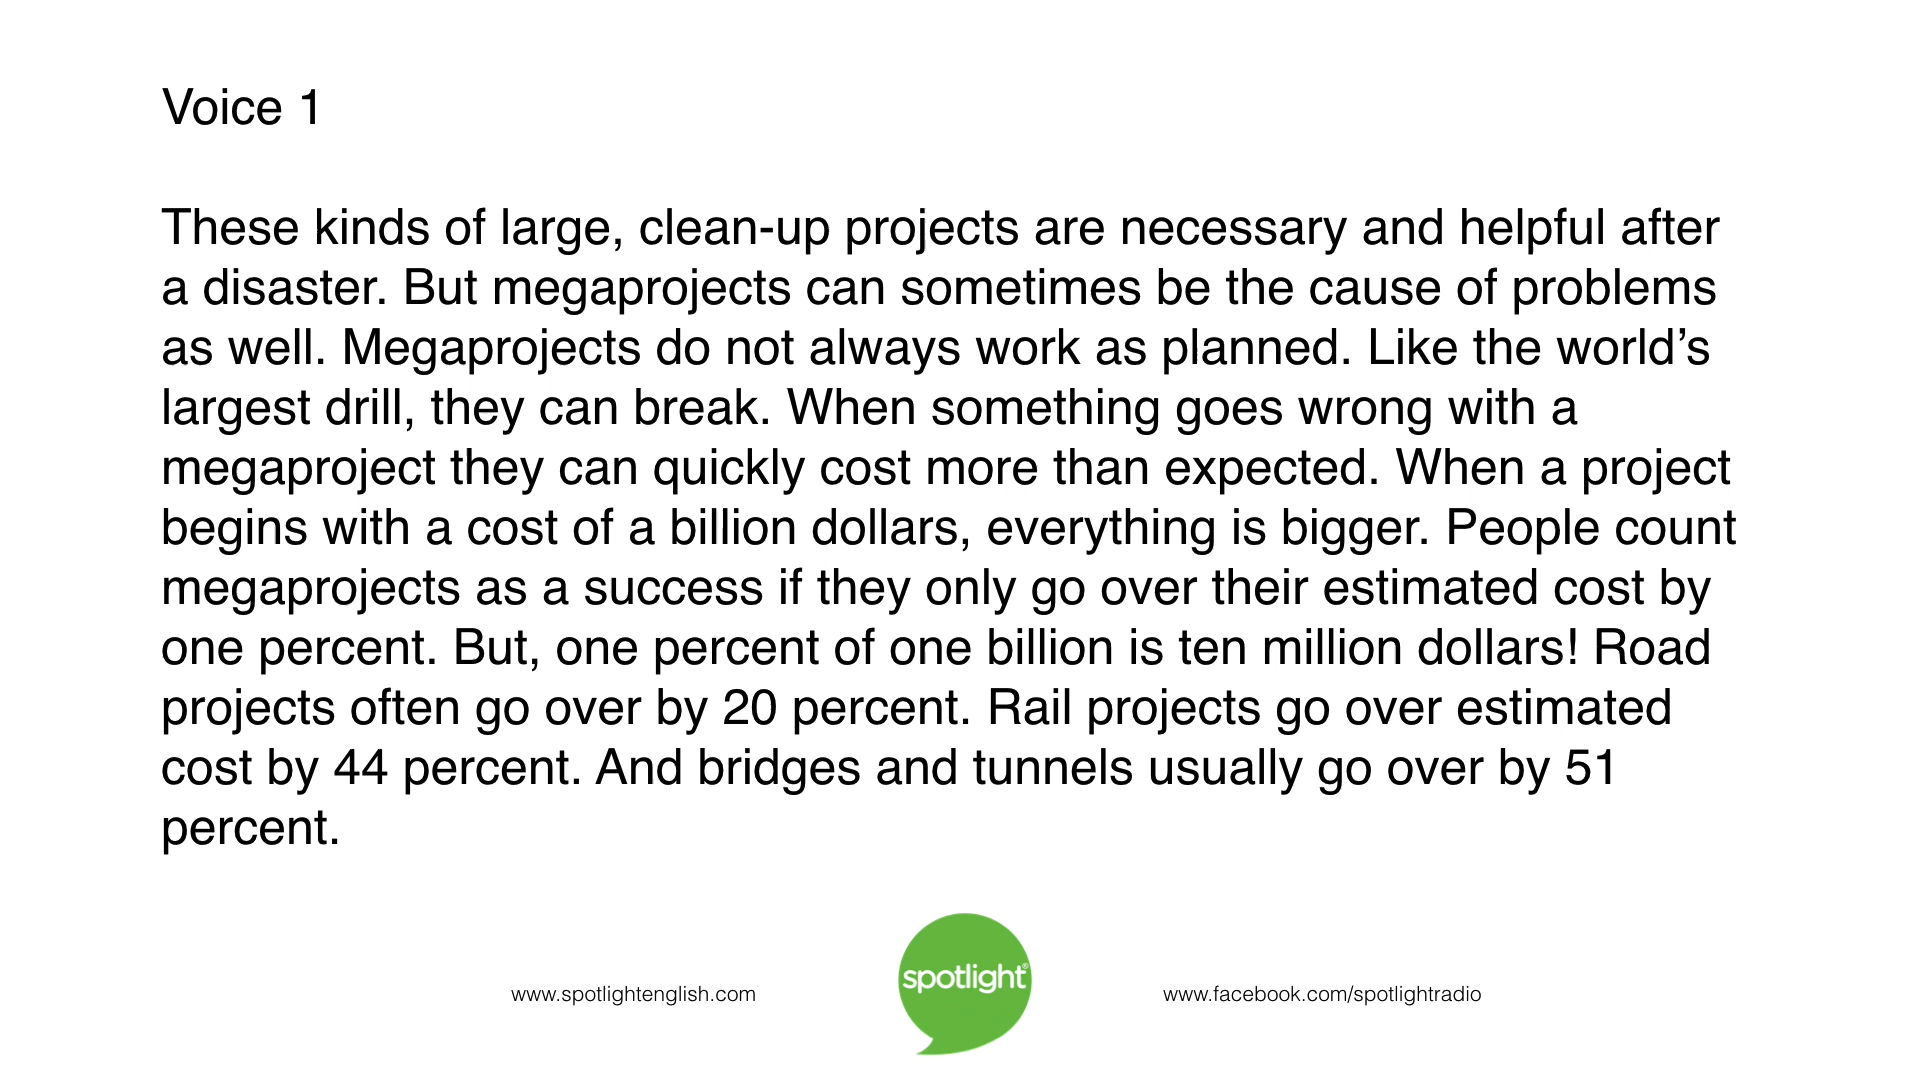 Voice 1
These kinds of large, clean-up projects are necessary and helpful after
a disaster. But megaprojects can sometimes be the cause of problems
as well. Megaprojects do not always work as planned. Like the world’s
largest drill, they can break. When something goes wrong with a
megaproject they can quickly cost more than expected. When a project
begins with a cost of a billion dollars, everything is bigger. People count
megaprojects as a success if they only go over their estimated cost by
one percent. But, one percent of one billion is ten million dollars! Road
projects often go over by 20 percent. Rail projects go over estimated
cost by 44 percent. And bridges and tunnels usually go over by 51
percent.
www.spotlightenglish.com
spotlight®
www.facebook.com/spotlightradio